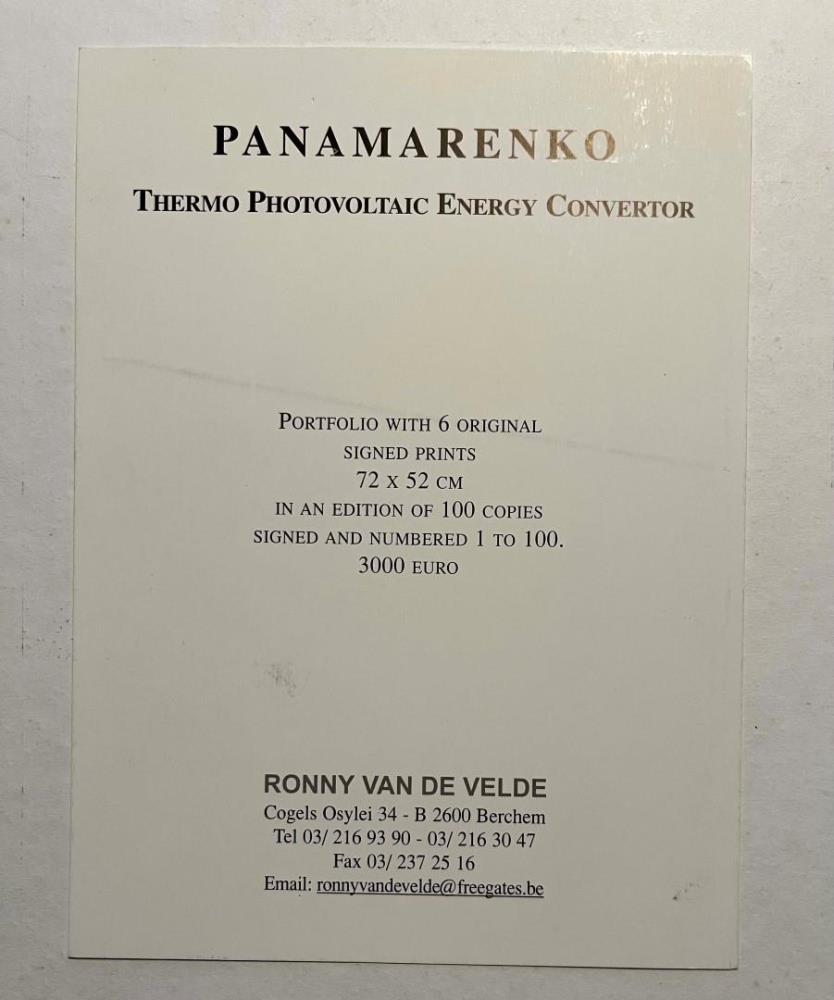 PANAMARENKO
THERMO PHOTOVOLTAIC ENERGY CONVERTOR
PORTFOLIO WITH 6 ORIGINAL
SIGNED PRINTS
72 X 52 CM
IN AN EDITION OF 100 COPIES
SIGNED AND NUMBERED 1 TO 100.
3000 EURO
RONNY VAN DE VELDE
Cogels Osylei 34 - B 2600 Berchem
Tel 03/ 216 93 90 - 03/ 216 30 47
Fax 03/ 237 25 16
Email: ronnyvandevelde@freegates.be